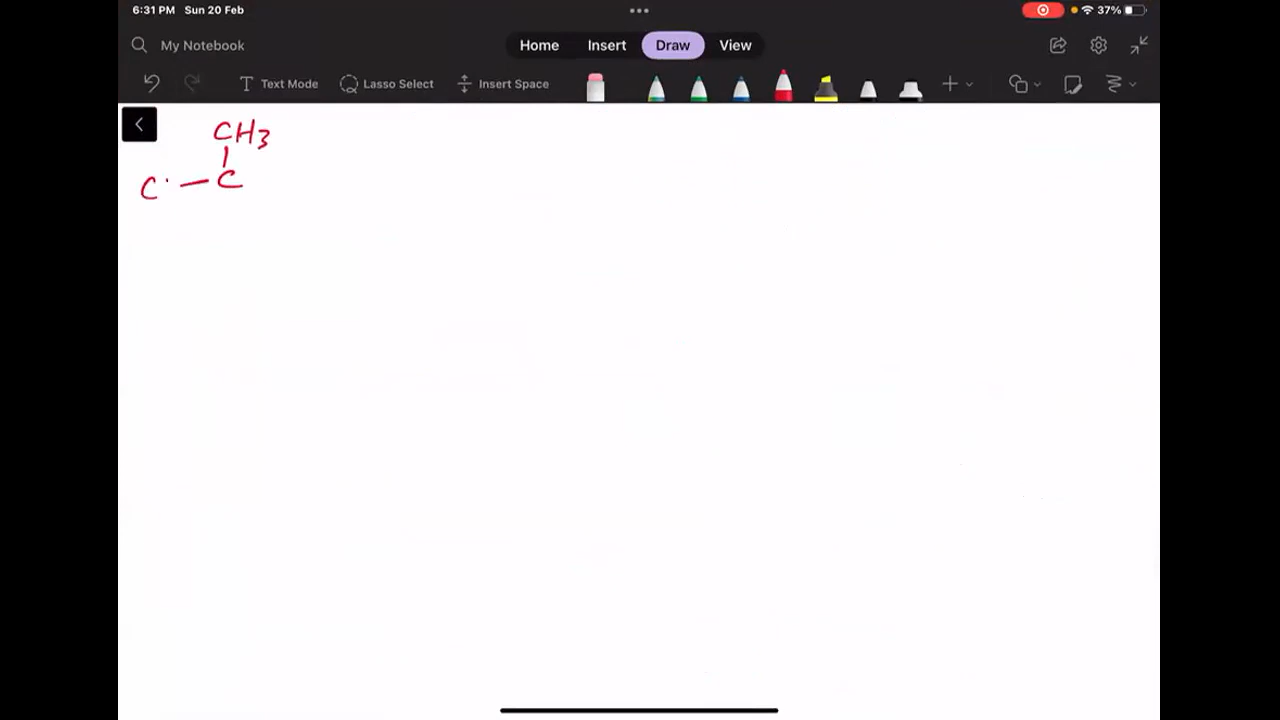 6:31 PM Sun 20 Feb
37%
My Notebook
Home Insert Draw View
Text Mode Lasso Select Insert Space
CH3
C — C